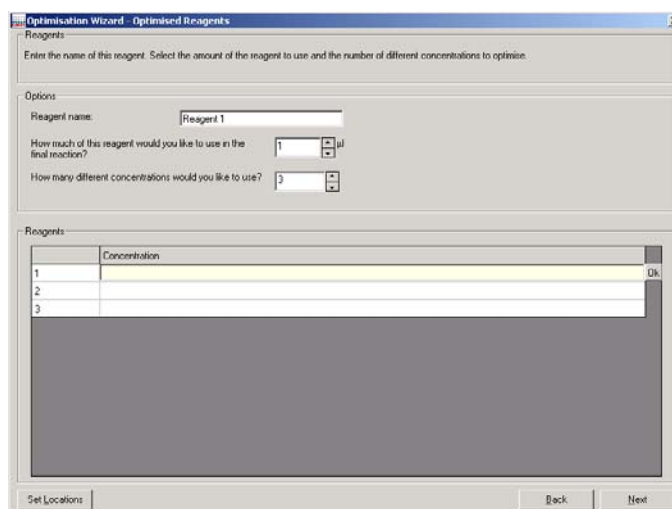 Optimisation Wizard - Optimised Reagents
Reagents
Enter the name of this reagent. Select the amount of the reagent to use and the number of different concentrations to optimise.
Options
Reagent name: Reagent 1
How much of this reagent would you like to use in the
final reaction? 1 µl
How many different concentrations would you like to use? 3
Reagents
Concentration
1 Ok
2
3
Set Locations Back Next